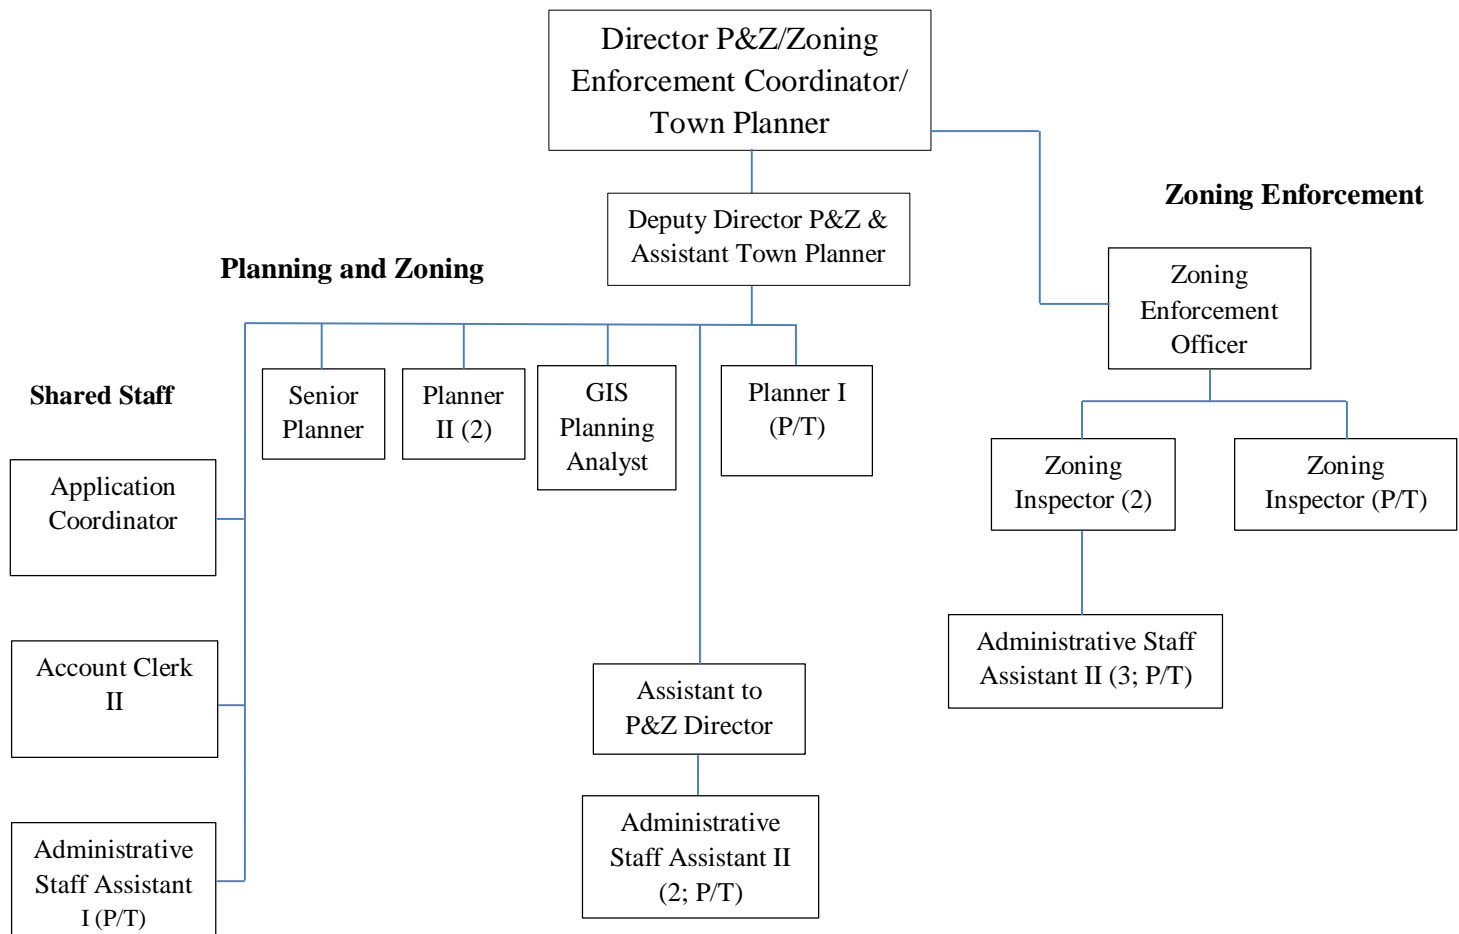 Director P&Z/Zoning
Enforcement Coordinator/
Town Planner
Deputy Director P&Z &
Assistant Town Planner
Zoning Enforcement
Zoning
Enforcement
Officer
Planning and Zoning
Senior
Planner
Planner
II (2)
GIS
Planning
Analyst
Planner I
(P/T)
Shared Staff
Application
Coordinator
Account Clerk
II
Administrative
Staff Assistant
I (P/T)
Assistant to
P&Z Director
Administrative
Staff Assistant II
(2; P/T)
Zoning
Inspector (2)
Zoning
Inspector (P/T)
Administrative Staff
Assistant II (3; P/T)